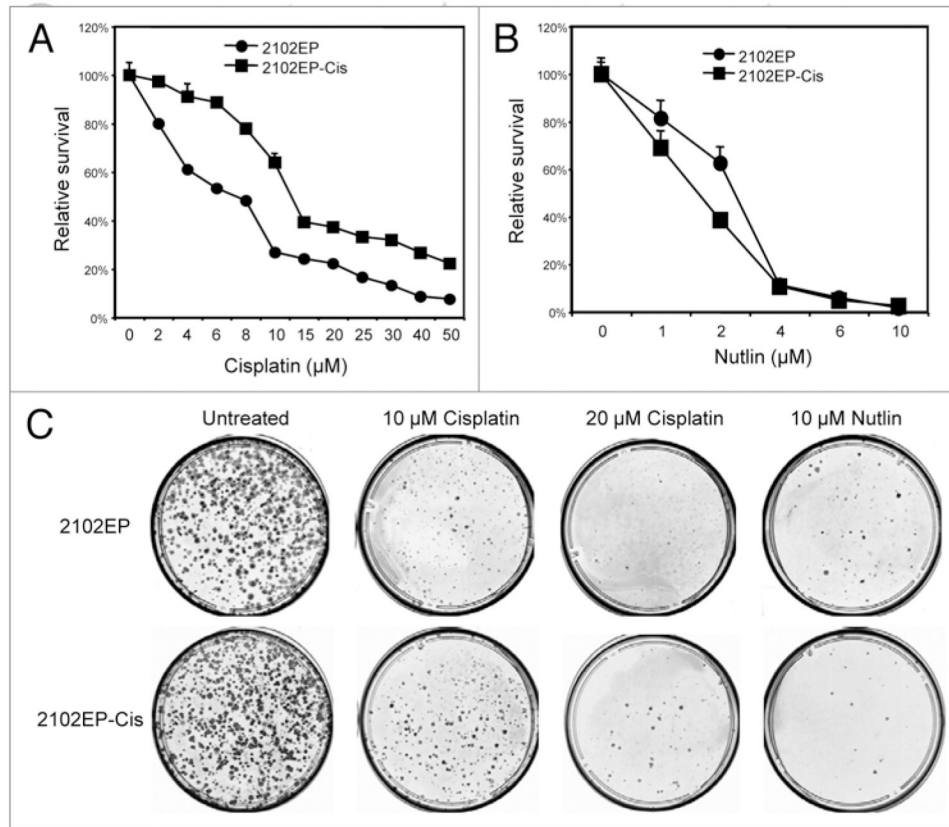 A
120%
100%
80%
60%
40%
20%
0%
Relative survival
2102EP
2102EP-Cis
0 2 4 6 8 10 15 20 25 30 40 50
Cisplatin (µM)
B
120%
100%
80%
60%
40%
20%
0%
Relative survival
2102EP
2102EP-Cis
0 1 2 4 6 10
Nutlin (µM)
C
Untreated 10 µM Cisplatin 20 µM Cisplatin 10 µM Nutlin
2102EP
2102EP-Cis